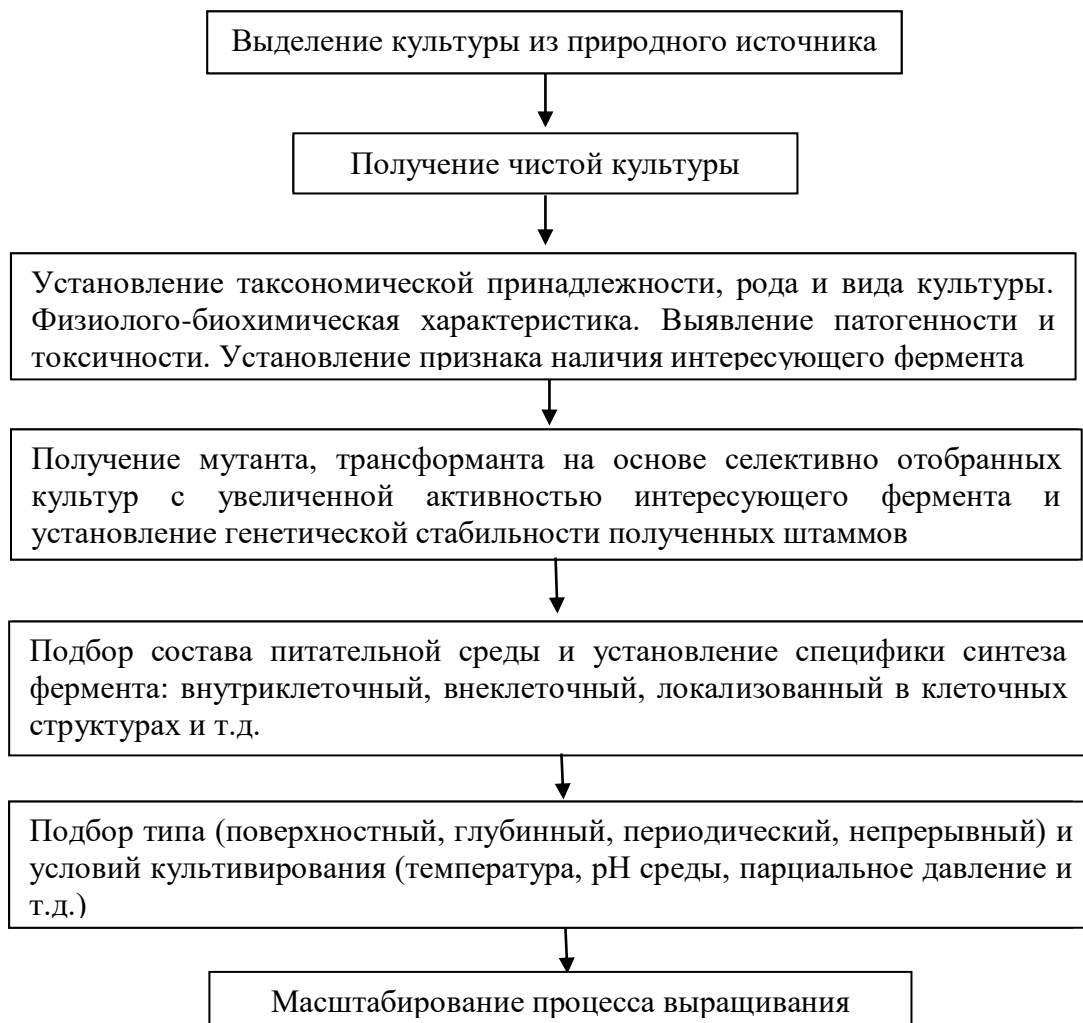 Выделение культуры из природного источника
Получение чистой культуры
Установление таксономической принадлежности, рода и вида культуры.
Физиолого-биохимическая характеристика. Выявление патогенности и
токсичности. Установление признака наличия интересующего фермента
Получение мутанта, трансформанта на основе селективно отобранных
культур с увеличенной активностью интересующего фермента и
установление генетической стабильности полученных штаммов
Подбор состава питательной среды и установление специфики синтеза
фермента: внутриклеточный, внеклеточный, локализованный в клеточных
структурах и т.д.
Подбор типа (поверхностный, глубинный, периодический, непрерывный) и
условий культивирования (температура, pH среды, парциальное давление и
т.д.)
Масштабирование процесса выращивания